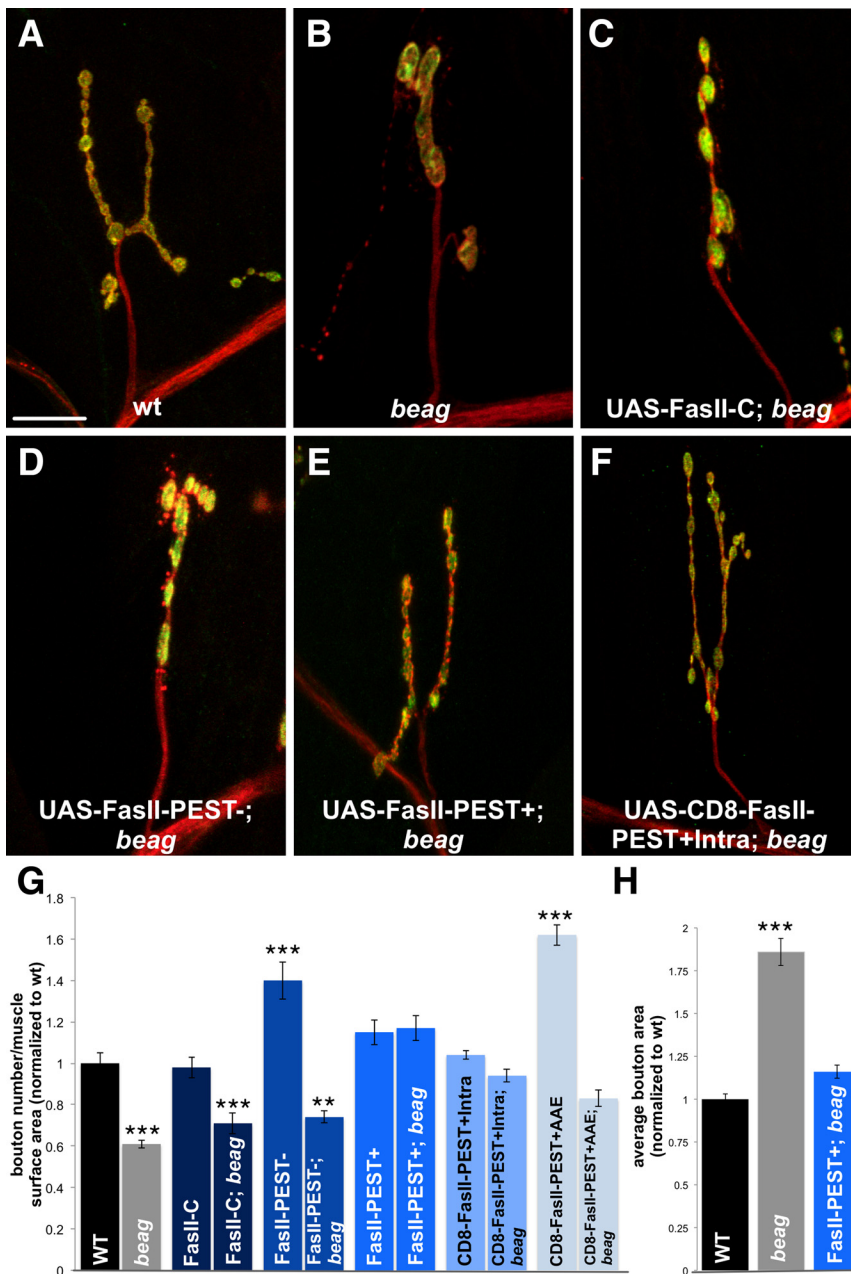 A
wt
B
beag
C
UAS-FasII-C; beag
D
UAS-FasII-PEST-;
beag
E
UAS-FasII-PEST+;
beag
F
UAS-CD8-FasII-
PEST+Intra; beag
G
bouton number/muscle
surface area (normalized to wt)
1.8
1.6
1.4
1.2
1
0.8
0.6
0.4
0.2
0
WT
***
beag
FasII-C
***
FasII-C; beag
***
FasII-PEST-
**
FasII-PEST-;
beag
FasII-PEST+
FasII-PEST+; beag
CD8-FasII-PEST+Intra
CD8-FasII-PEST+Intra;
beag
***
CD8-FasII-PEST+AAE
CD8-FasII-PEST+AAE;
beag
H
average bouton area
(normalized to wt)
2
1.75
1.5
1.25
1
0.75
0.5
0.25
0
WT
***
beag
FasII-PEST+; beag